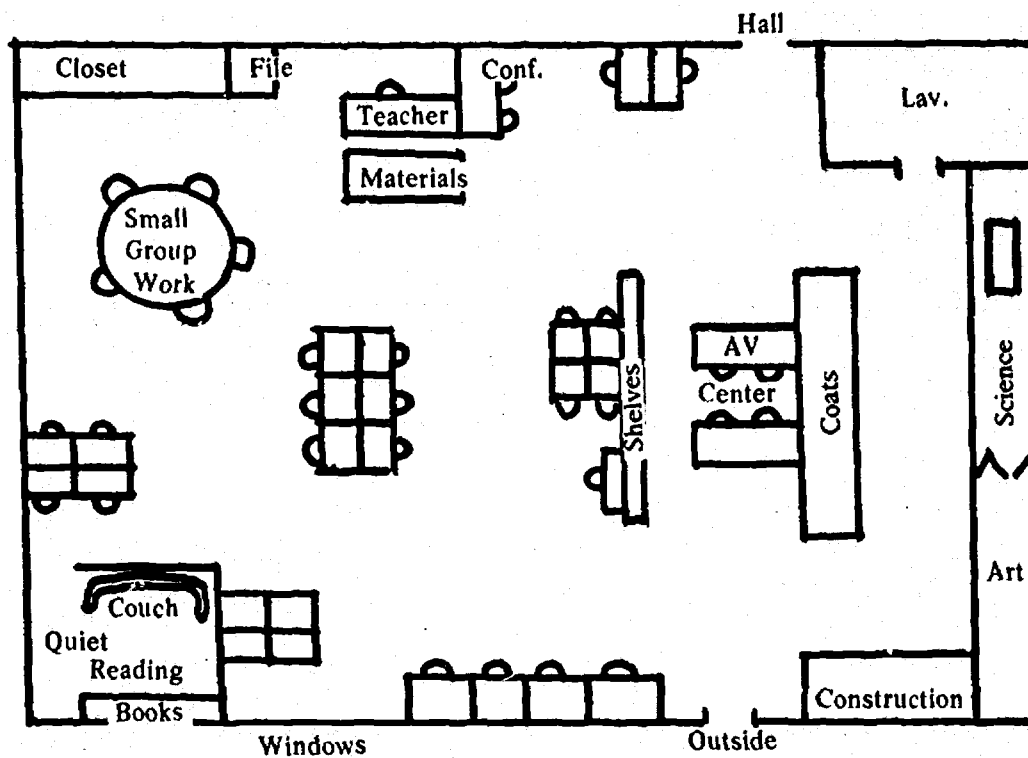 Hall
Closet
File
Conf.
Lav.
Teacher
Materials
Small
Group
Work
AV
Center
Shelves
Coats
Science
Art
Couch
Quiet
Reading
Books
Construction
Windows
Outside